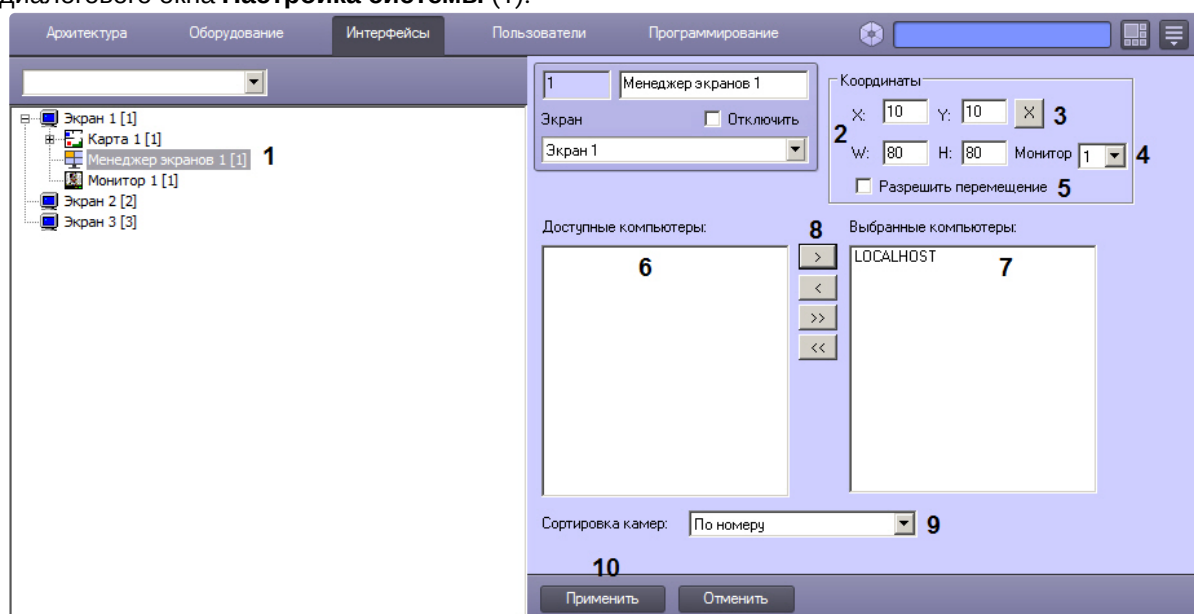 диалогового окна Настройка системы (1).
Архитектура Оборудование Интерфейсы Пользователи Программирование
1 Менеджер экранов 1
Экран Отключить
Экран 1
Координаты
X: 10 Y: 10 X 3
2
W: 80 H: 80 Монитор 1 4
Разрешить перемещение 5
Экран 1 [1]
Карта 1 [1]
Менеджер экранов 1 [1] 1
Монитор 1 [1]
Экран 2 [2]
Экран 3 [3]
Доступные компьютеры: 8 Выбранные компьютеры:
6
>
<
>>
<<
LOCALHOST 7
Сортировка камер: По номеру 9
10
Применить Отменить